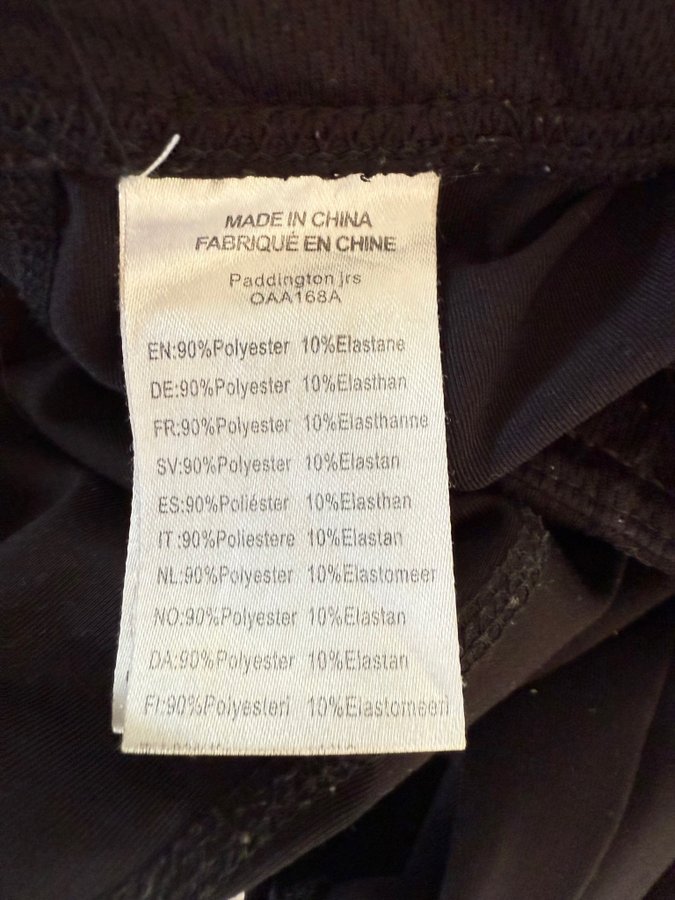 MADE IN CHINA
FABRIQUÉ EN CHINE
Paddington jrs
OAA168A
EN:90%Polyester 10%Elastane
DE:90%Polyester 10%Elasthan
FR:90%Polyester 10%Elasthanne
SV:90%Polyester 10%Elastan
ES:90%Poliéster 10%Elasthan
IT:90%Poliestere 10%Elastan
NL:90%Polyester 10%Elastomeer
NO:90%Polyester 10%Elastan
DA:90%Polyester 10%Elastan
FI:90%Polyesteri 10%Elastomeeri